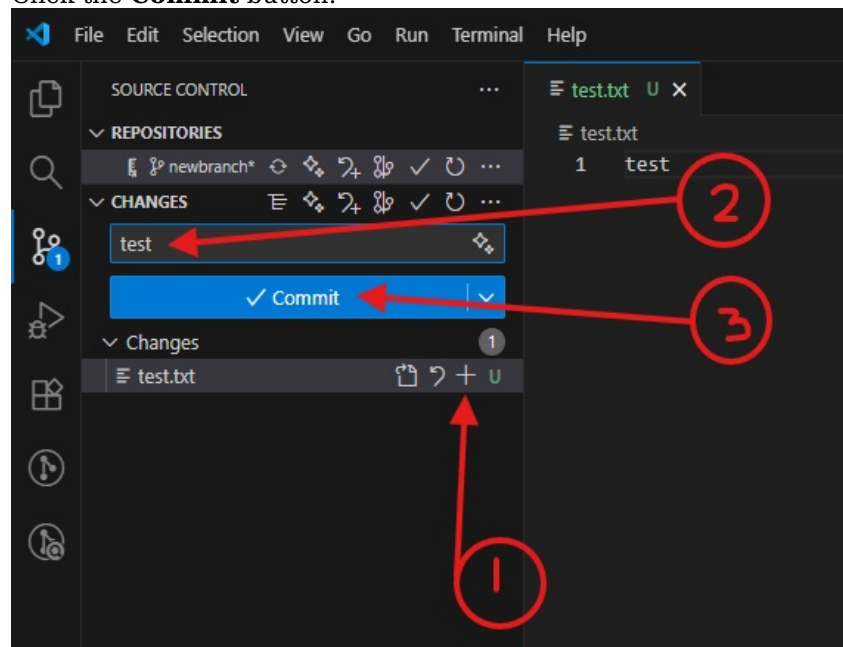 Click the Commit button.
File Edit Selection View Go Run Terminal Help
SOURCE CONTROL
REPOSITORIES
newbranch*
CHANGES
test
Commit
Changes 1
test.txt U
1
test.txt U
test.txt
1 test
2
3
1